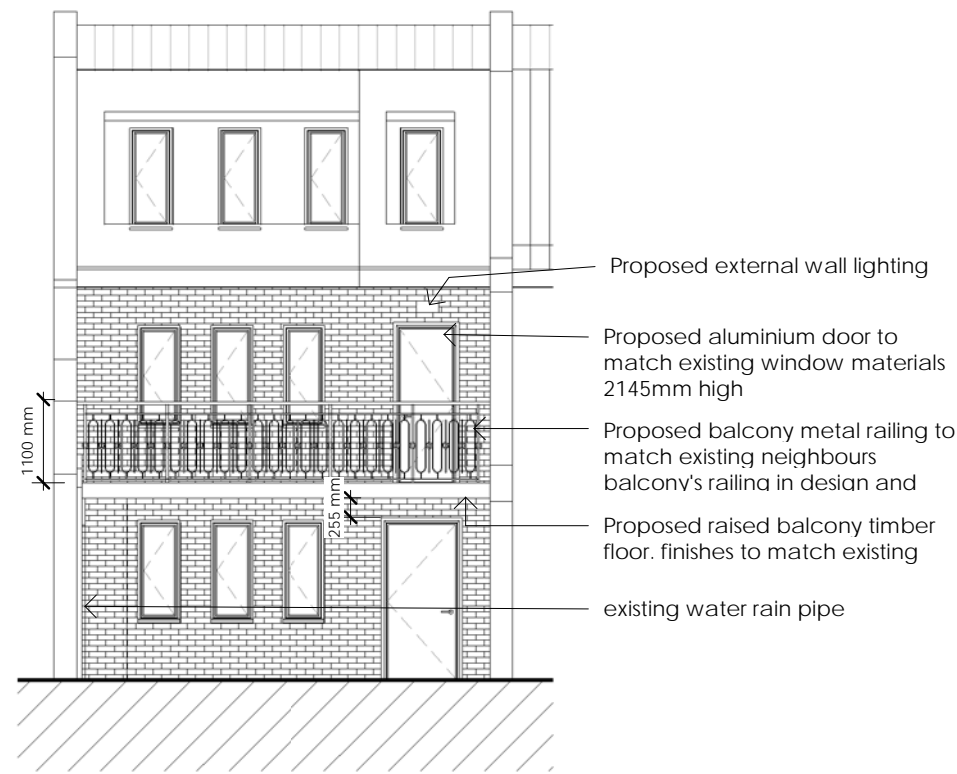 Proposed external wall lighting
Proposed aluminium door to
match existing window materials
2145mm high
1100 mm
Proposed balcony metal railing to
match existing neighbours
balcony's railing in design and
255 mm
Proposed raised balcony timber
floor. finishes to match existing
existing water rain pipe